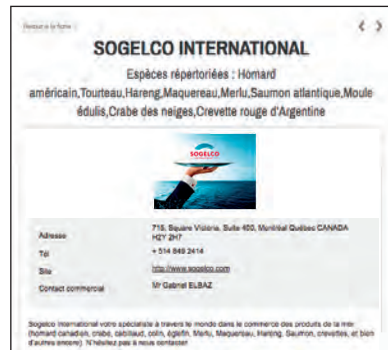 Retour à la fiche
SOGELCO INTERNATIONAL
Espèces répertoriées : Homard
américain,Tourteau,Hareng,Maquereau,Merlu,Saumon atlantique,Moule
édulis,Crabe des neiges,Crevette rouge d'Argentine
SOGELCO
Adresse 715, Square Victoria, Suite 400, Montréal Québec CANADA
H2Y 2H7
Tél + 514 849 2414
Site http://www.sogelco.com
Contact commercial Mr Gabriel ELBAZ
Sogelco International votre spécialiste à travers le monde dans le commerce des produits de la mer
(homard canadien, crabe, cabillaud, colin, églefin, Merlu, Maquereau, Hareng, Saumon, crevettes, et bien
d'autres encore). N'hésitez pas à nous contacter